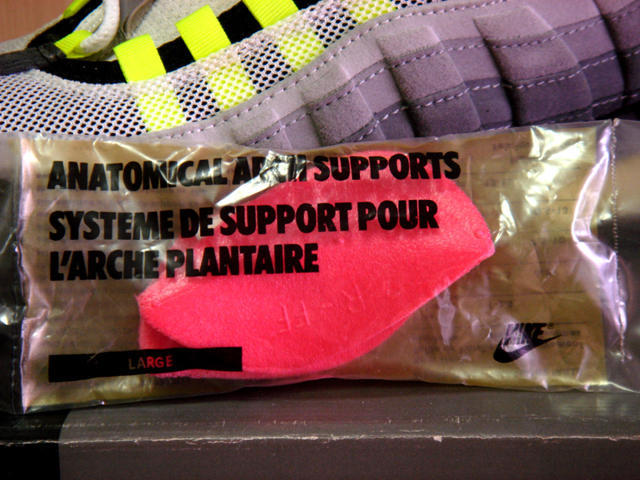 ANATOMICAL ARCH SUPPORTS
SYSTEME DE SUPPORT POUR
L'ARCHE PLANTAIRE
LARGE
NIKE